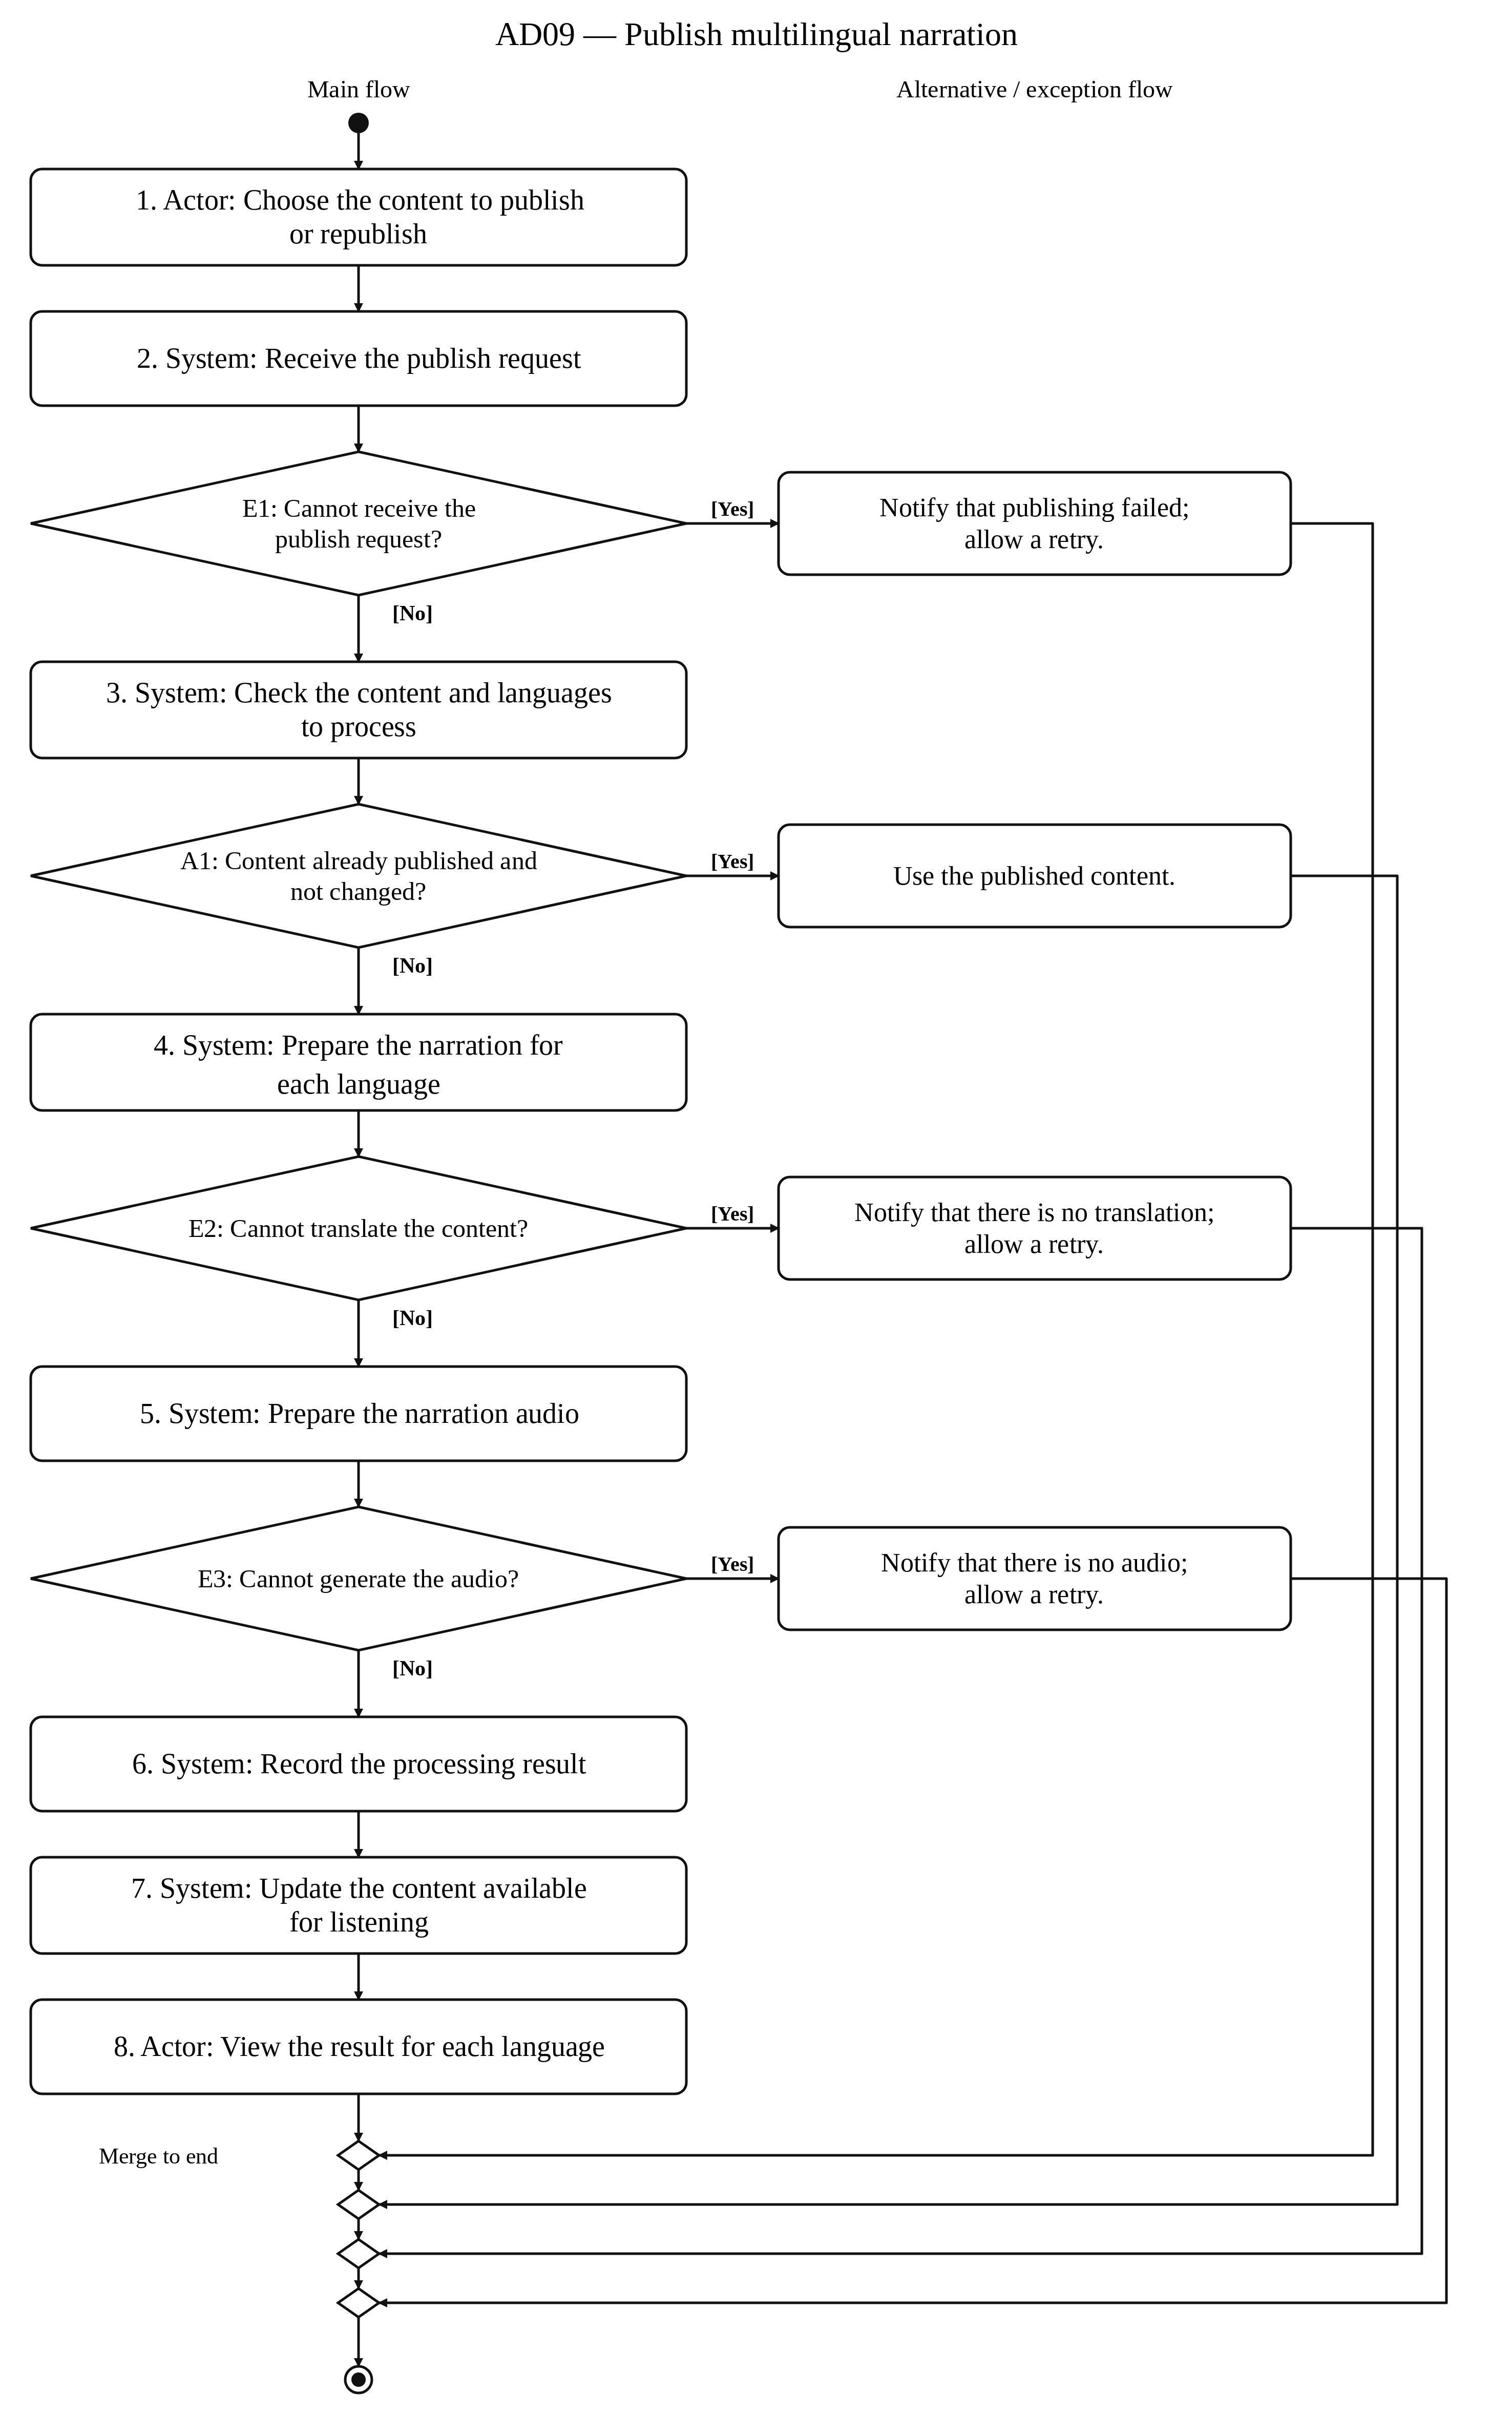 AD09 — Publish multilingual narration
Main flow
Alternative / exception flow
1. Actor: Choose the content to publish
or republish
2. System: Receive the publish request
E1: Cannot receive the
publish request?
[Yes]
Notify that publishing failed;
allow a retry.
[No]
3. System: Check the content and languages
to process
A1: Content already published and
not changed?
[Yes]
Use the published content.
[No]
4. System: Prepare the narration for
each language
E2: Cannot translate the content?
[Yes]
Notify that there is no translation;
allow a retry.
[No]
5. System: Prepare the narration audio
E3: Cannot generate the audio?
[Yes]
Notify that there is no audio;
allow a retry.
[No]
6. System: Record the processing result
7. System: Update the content available
for listening
8. Actor: View the result for each language
Merge to end